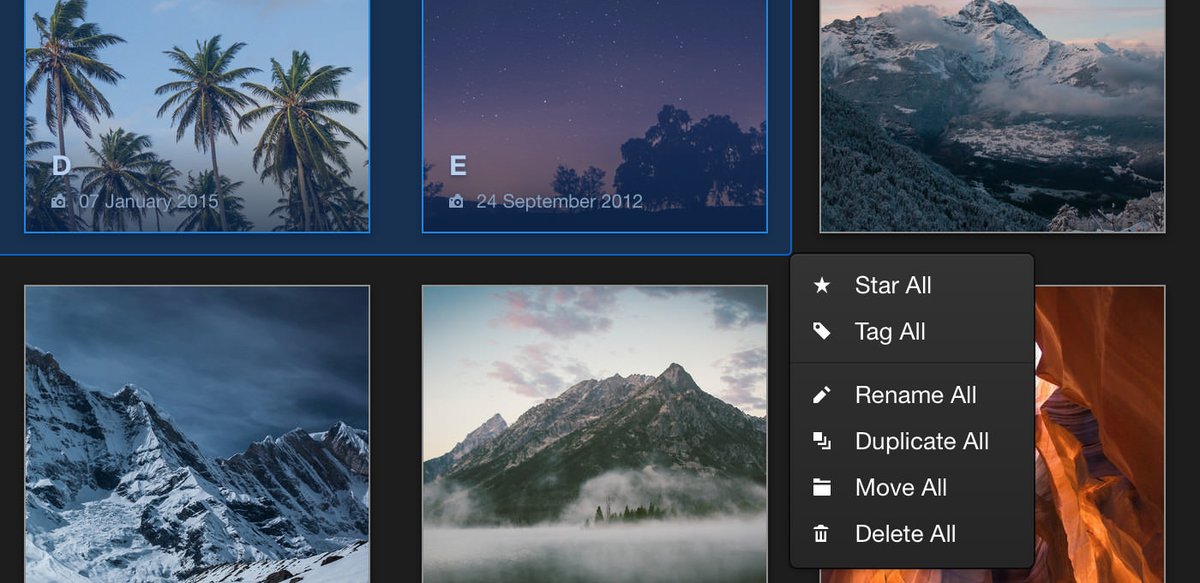 D
07 January 2015
E
24 September 2012
Star All
Tag All
Rename All
Duplicate All
Move All
Delete All